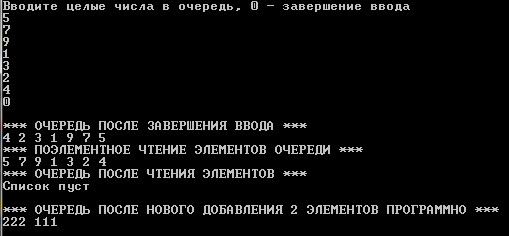 Введите целые числа в очередь, 0 - завершение ввода
5
7
9
1
3
2
4
0
*** ОЧЕРЕДЬ ПОСЛЕ ЗАВЕРШЕНИЯ ВВОДА ***
4 2 3 1 9 7 5
*** ПОЭЛЕМЕНТНОЕ ЧТЕНИЕ ЭЛЕМЕНТОВ ОЧЕРЕДИ ***
5 7 9 1 3 2 4
*** ОЧЕРЕДЬ ПОСЛЕ ЧТЕНИЯ ЭЛЕМЕНТОВ ***
Список пуст
*** ОЧЕРЕДЬ ПОСЛЕ НОВОГО ДОБАВЛЕНИЯ 2 ЭЛЕМЕНТОВ ПРОГРАММНО ***
222 111